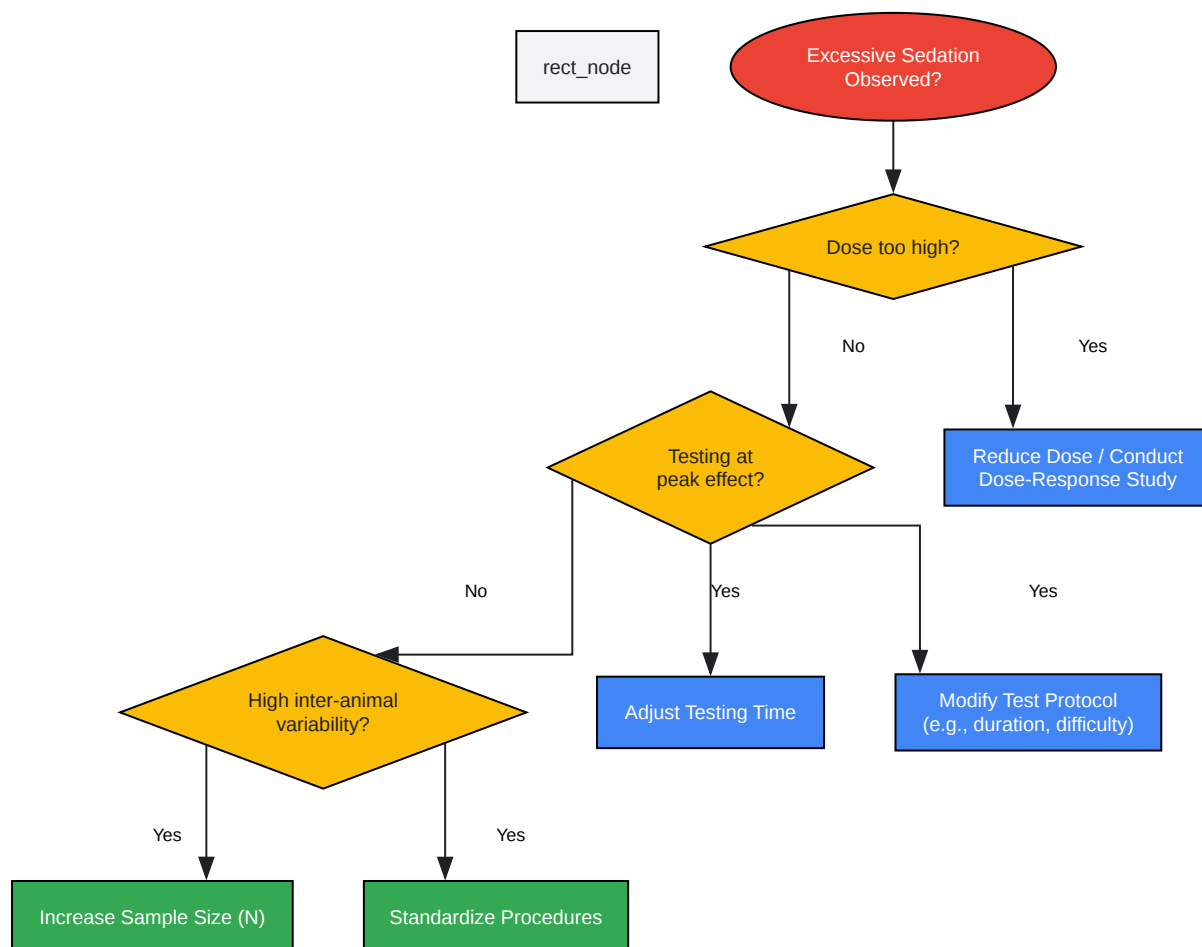 rect_node
Excessive Sedation
Observed?
Dose too high?
No
Yes
Testing at
peak effect?
Reduce Dose / Conduct
Dose-Response Study
No
Yes
Yes
High inter-animal
variability?
Adjust Testing Time
Modify Test Protocol
(e.g., duration, difficulty)
Yes
Yes
Increase Sample Size (N)
Standardize Procedures